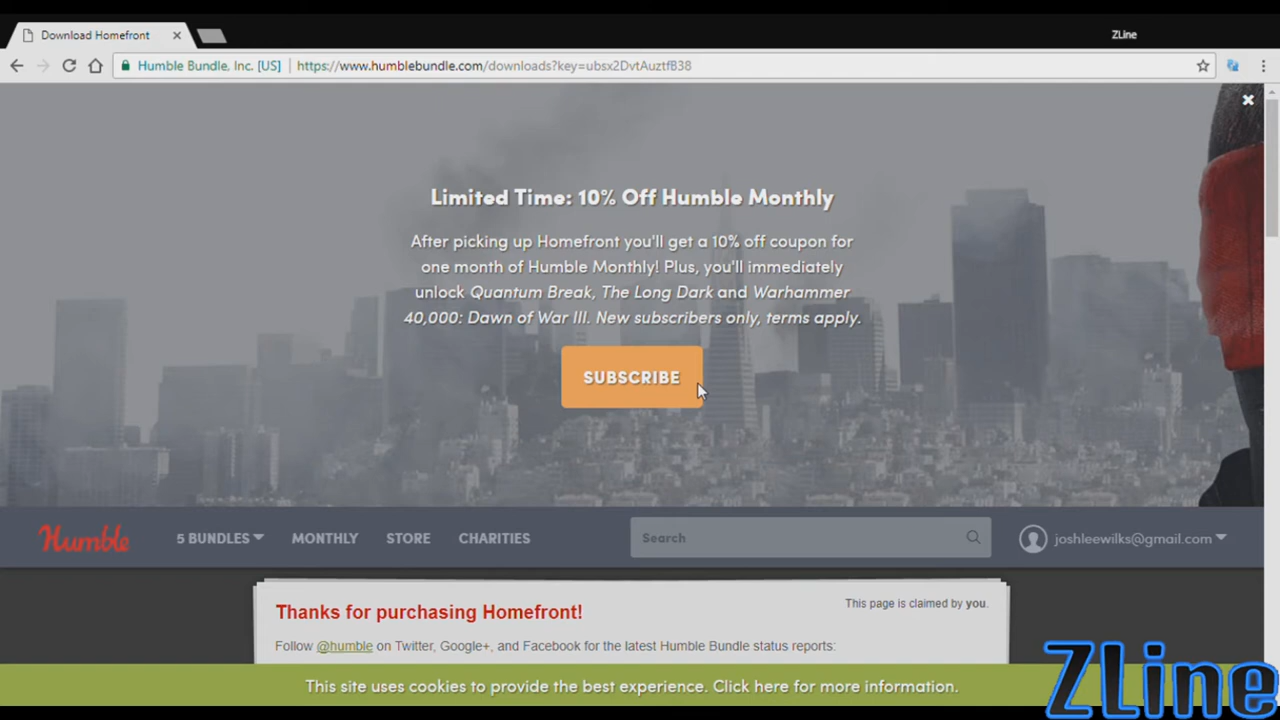 Download Homefront
ZLine
Humble Bundle, Inc. [US] https://www.humblebundle.com/downloads?key=ubsx2DvtAuztfB38
Limited Time: 10% Off Humble Monthly
After picking up Homefront you'll get a 10% off coupon for
one month of Humble Monthly! Plus, you'll immediately
unlock Quantum Break, The Long Dark and Warhammer
40,000: Dawn of War III. New subscribers only, terms apply.
SUBSCRIBE
Humble 5 BUNDLES MONTHLY STORE CHARITIES Search joshleewilks@gmail.com
Thanks for purchasing Homefront!
This page is claimed by you.
Follow @humble on Twitter, Google+, and Facebook for the latest Humble Bundle status reports:
This site uses cookies to provide the best experience. Click here for more information.
ZLine